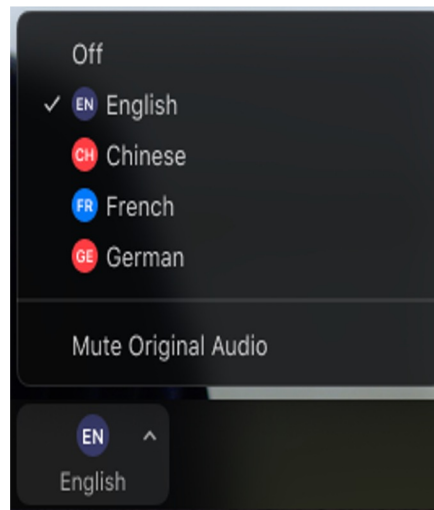 Off
EN English
CH Chinese
FR French
GE German
Mute Original Audio
EN
English